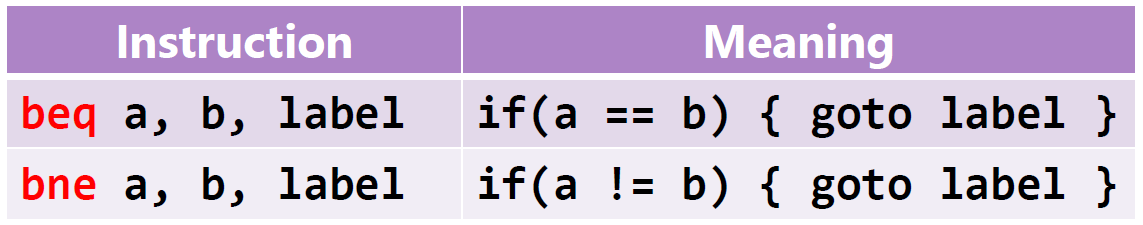 Instruction Meaning
beq a, b, label if(a == b) { goto label }
bne a, b, label if(a != b) { goto label }